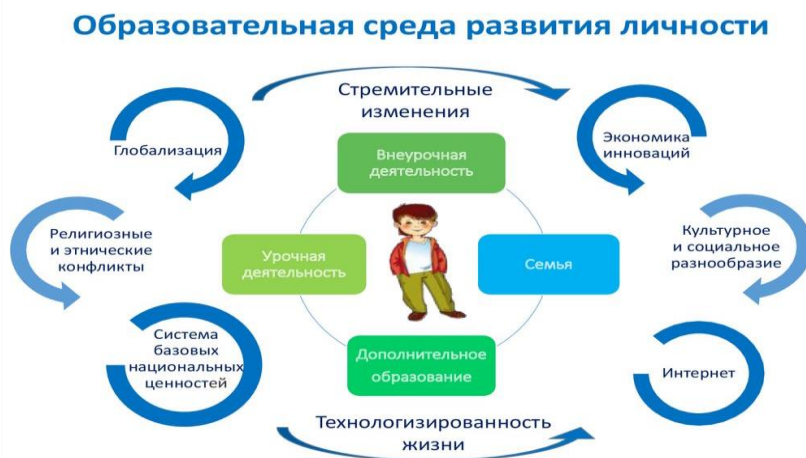 Образовательная среда развития личности
Стремительные
изменения
Глобализация
Экономика
инноваций
Внеурочная
деятельность
Религиозные
и этнические
конфликты
Урочная
деятельность
Семья
Культурное
и социальное
разнообразие
Система
базовых
национальных
ценностей
Дополнительное
образование
Интернет
Технологизированность
жизни